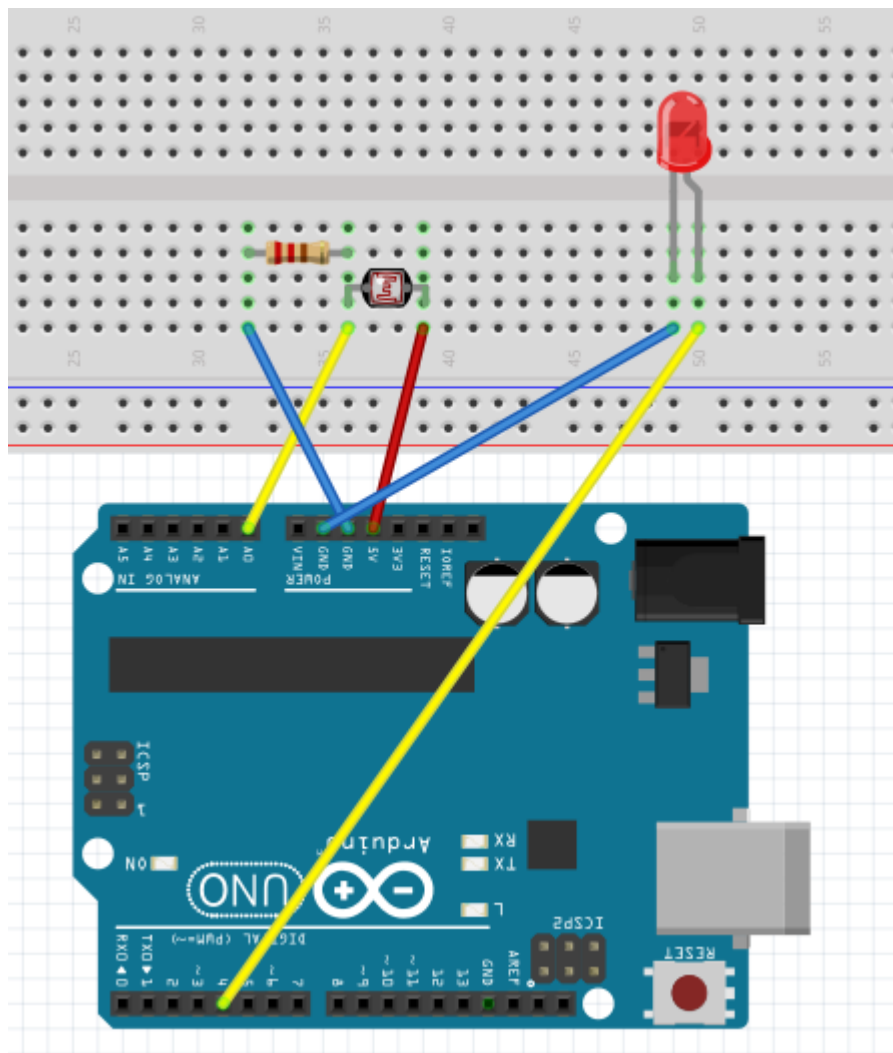 25 30 35 40 45 50 55
25 30 35 40 45 50 55
A5 A4 A3 A2 A1 A0 VIN GND GND 5V 3V3 RESET IOREF
ANALOG IN POWER
ICSP
1
Arduino
RX
TX
ON
UNO
L
ICSP2
DIGITAL (PWM=~)
RESET
RX0◄0 TX0►1 2 ~3 4 5 ~6 7 8 ~9 ~10 ~11 12 13 GND AREF